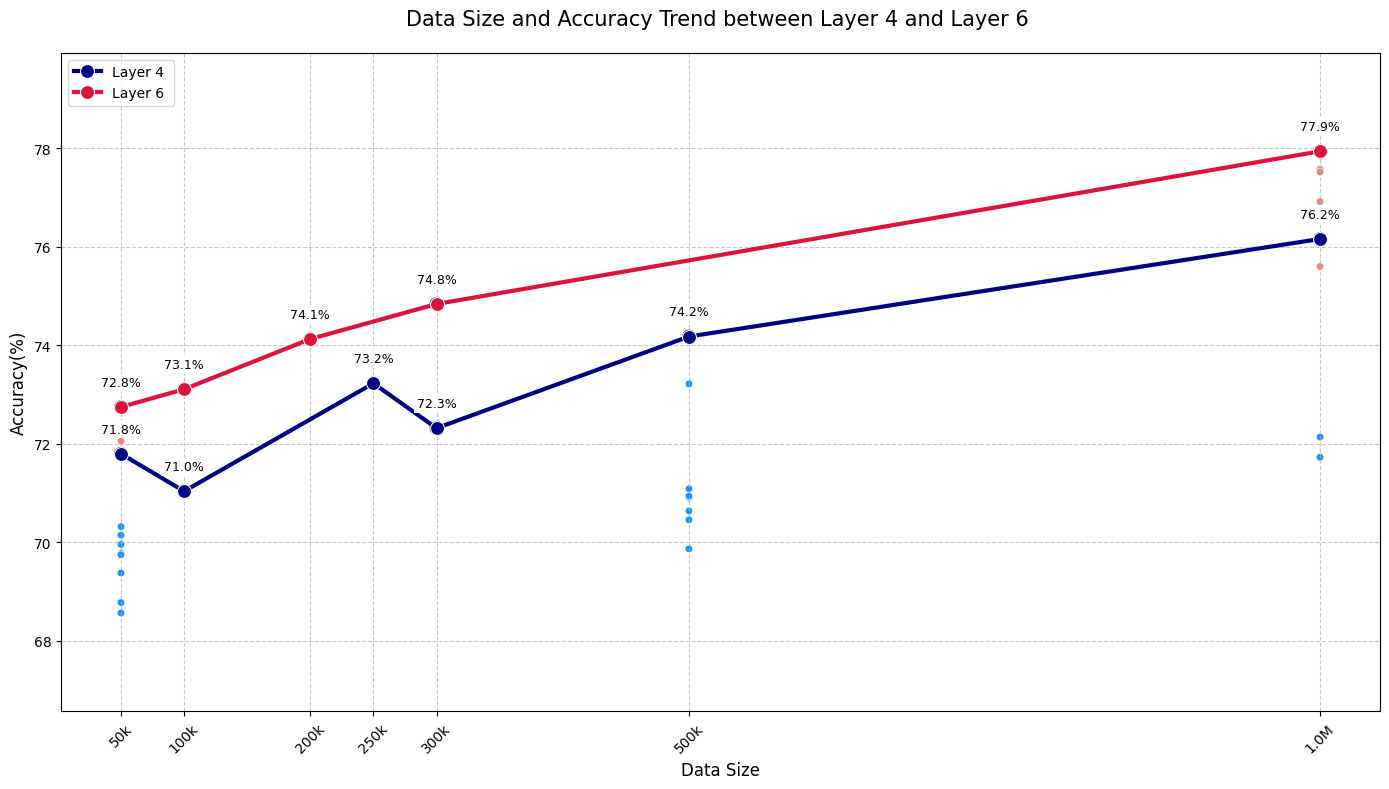 Data Size and Accuracy Trend between Layer 4 and Layer 6
Layer 4
Layer 6
77.9%
78
76.2%
76
74.8%
74.1%
74.2%
74
73.2%
73.1%
72.8%
72.3%
71.8%
72
71.0%
70
68
Accuracy(%)
50k
100k
200k
250k
300k
500k
1.0M
Data Size